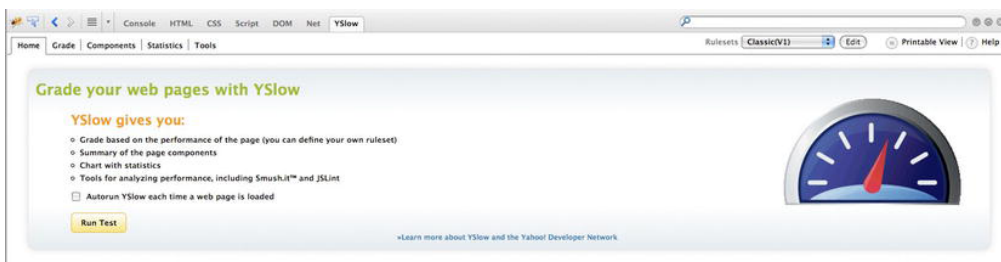 Console HTML CSS Script DOM Net YSlow
Home Grade Components Statistics Tools Rulesets Classic(V1) Edit Printable View ? Help
Grade your web pages with YSlow
YSlow gives you:
Grade based on the performance of the page (you can define your own ruleset)
Summary of the page components
Chart with statistics
Tools for analyzing performance, including Smush.it™ and JSLint
Autorun YSlow each time a web page is loaded
Run Test
»Learn more about YSlow and the Yahoo! Developer Network